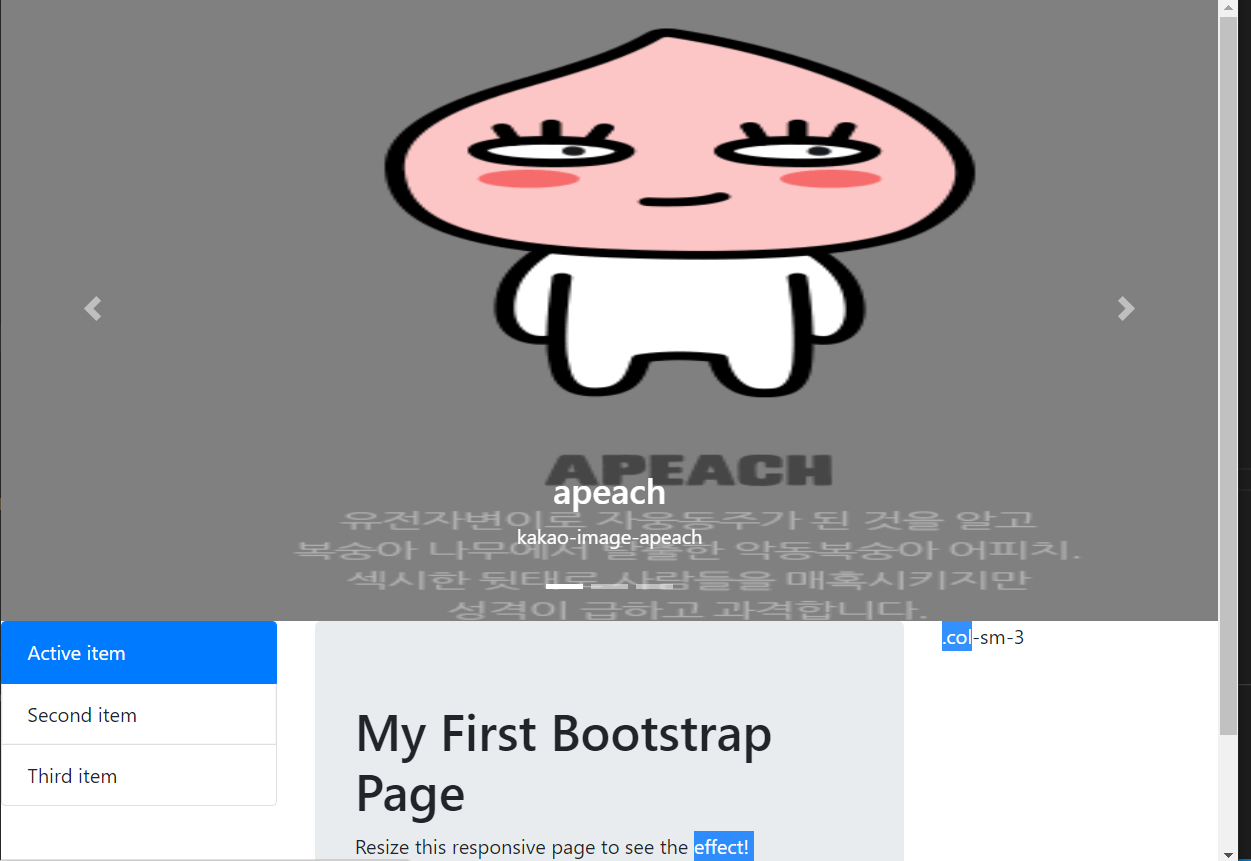 APEACH
apeach
유전자변이로 자웅동주가 된 것을 알고
kakao-image-apeach
복숭아 나무에서 탈출한 악동복숭아 어피치.
섹시한 뒷태로 사람들을 매혹시키지만
성격이 급하고 과격합니다.
Active item
Second item
Third item
My First Bootstrap
Page
Resize this responsive page to see the effect!
.col-sm-3